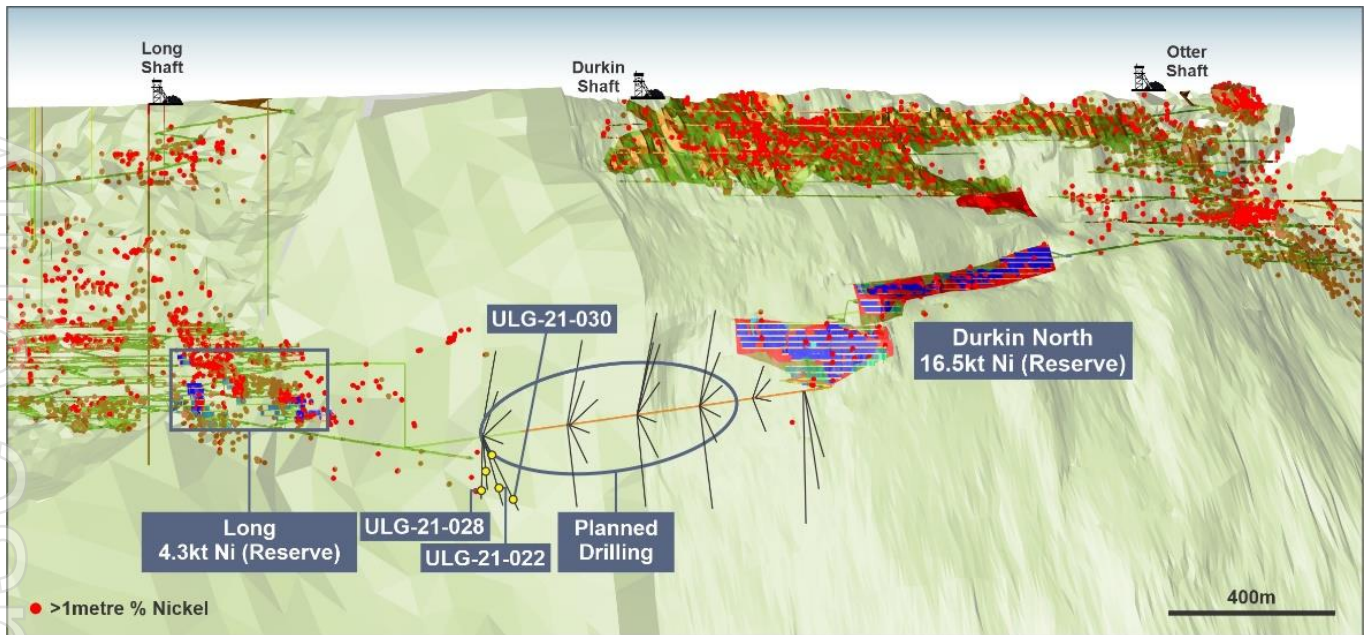 Long
Shaft
Durkin
Shaft
Otter
Shaft
ULG-21-030
Durkin North
16.5kt Ni (Reserve)
Long
4.3kt Ni (Reserve)
ULG-21-028
ULG-21-022
Planned
Drilling
>1metre % Nickel
400m